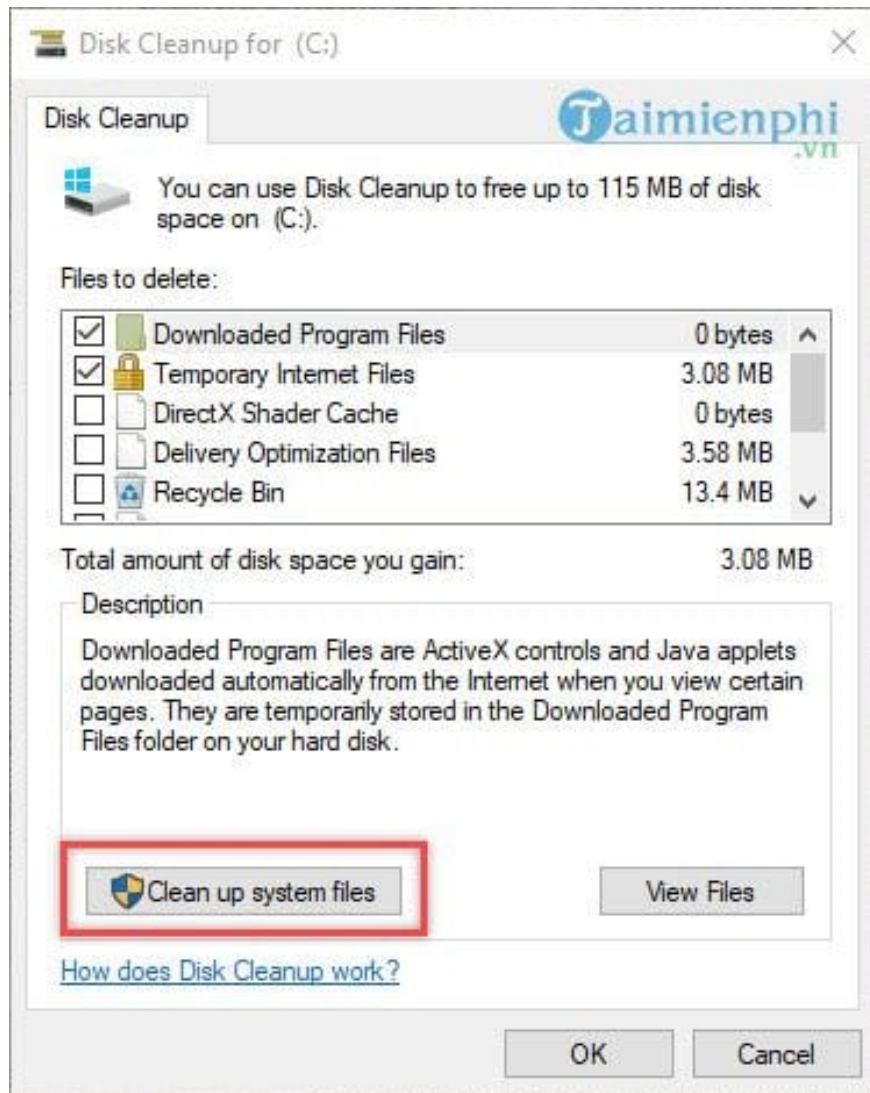 Disk Cleanup for (C:)
Disk Cleanup
Taimienphi
.vn
You can use Disk Cleanup to free up to 115 MB of disk
space on (C:).
Files to delete:
Downloaded Program Files 0 bytes
Temporary Internet Files 3.08 MB
DirectX Shader Cache 0 bytes
Delivery Optimization Files 3.58 MB
Recycle Bin 13.4 MB
Total amount of disk space you gain: 3.08 MB
Description
Downloaded Program Files are ActiveX controls and Java applets
downloaded automatically from the Internet when you view certain
pages. They are temporarily stored in the Downloaded Program
Files folder on your hard disk.
Clean up system files View Files
How does Disk Cleanup work?
OK Cancel